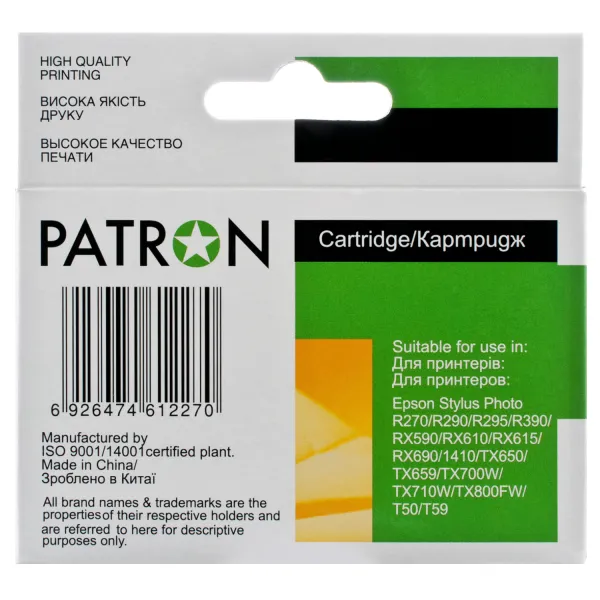 HIGH QUALITY
PRINTING
ВИСОКА ЯКІСТЬ
ДРУКУ
ВЫСОКОЕ КАЧЕСТВО
ПЕЧАТИ
PATRON
Cartridge/Картридж
6 926474 612270
Manufactured by
ISO 9001/14001certified plant.
Made in China/
Зроблено в Китаї
All brand names & trademarks are the
properties of their respective holders and
are referred to here for descriptive
purposes only.
Suitable for use in:
Для принтерів:
Для принтеров:
Epson Stylus Photo
R270/R290/R295/R390/
RX590/RX610/RX615/
RX690/1410/TX650/
TX659/TX700W/
TX710W/TX800FW/
T50/T59